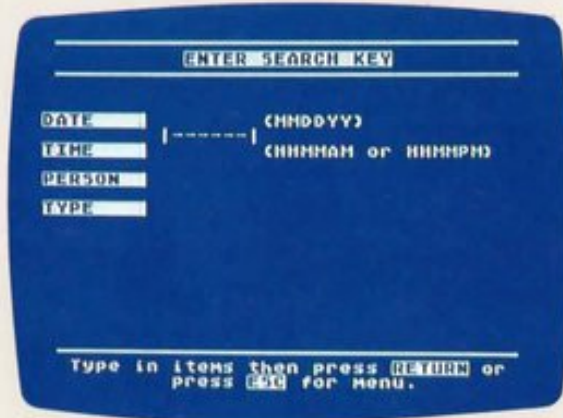 ENTER SEARCH KEY
DATE (MMDDYY)
|------|
TIME (HHMMAM or HHMMPM)
PERSON
TYPE
Type in items then press RETURN or
press ESC for menu.